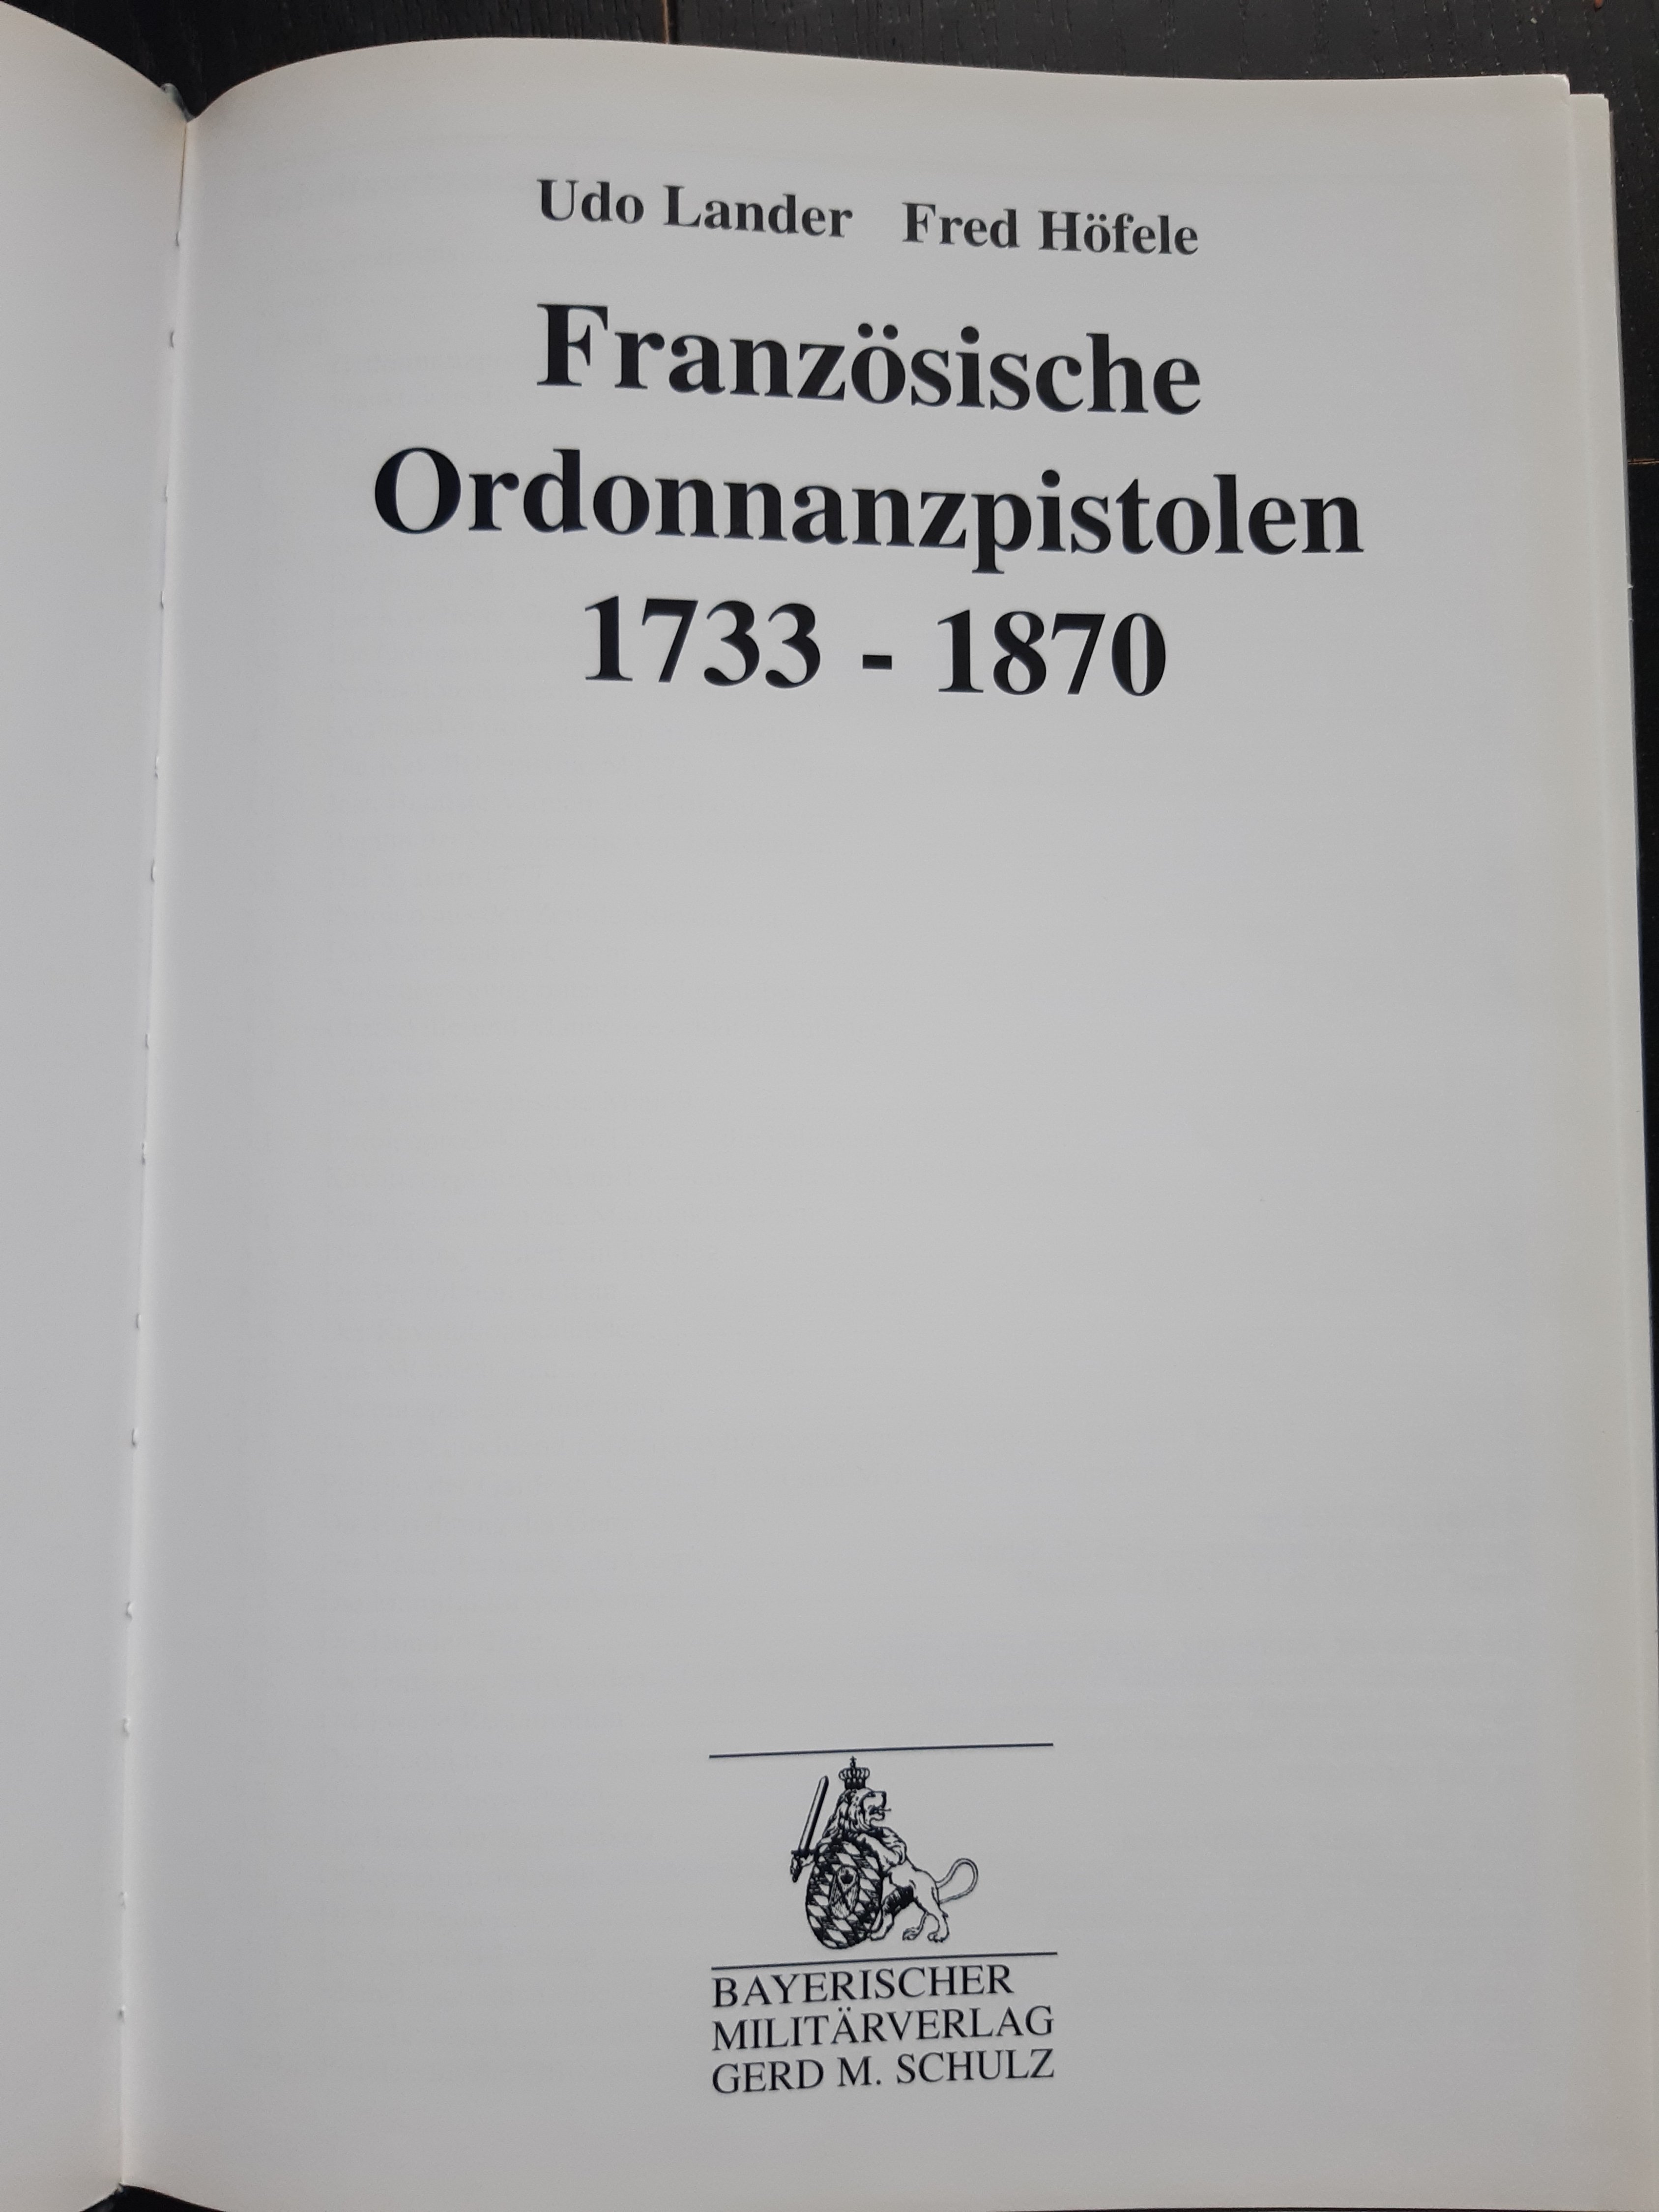 Udo Lander Fred Höfele
Französische
Ordonnanzpistolen
1733 - 1870
BAYERISCHER
MILITÄRVERLAG
GERD M. SCHULZ